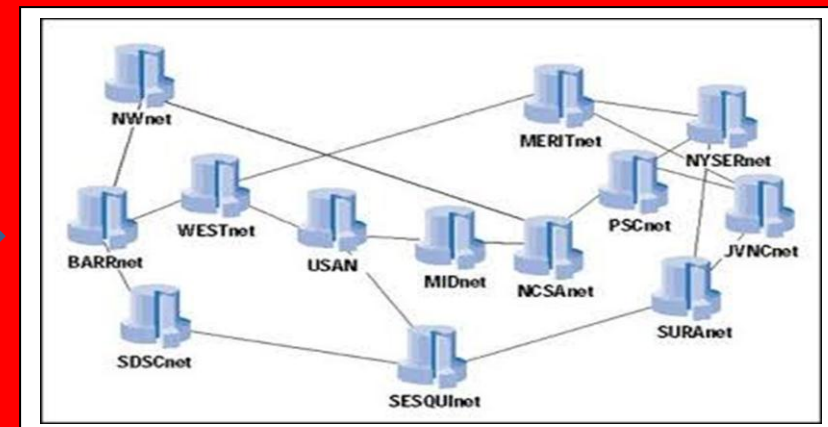 NWnet
MERITnet
NYSERnet
WESTnet
PSCnet
BARRnet
USAN
JVNCnet
MIDnet
NCSAnet
SURAnet
SDSCnet
SESQUInet